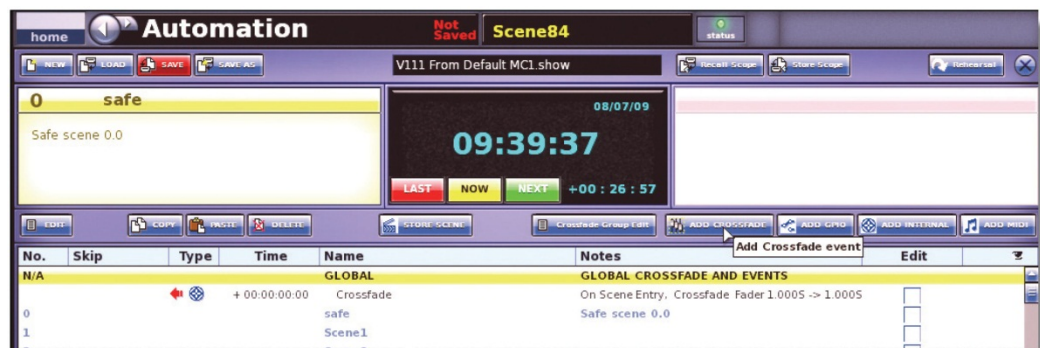 home
Automation
Not Saved
Scene84
status
NEW
LOAD
SAVE
SAVE AS
V111 From Default MC1.show
Recall Scope
Store Scope
Rehearsal
0 safe
Safe scene 0.0
08/07/09
09:39:37
LAST
NOW
NEXT
+00 : 26 : 57
EDIT
COPY
PASTE
DELETE
STORE SCENE
Crossfade Group Edit
ADD CROSSFADE
ADD GPIO
ADD INTERNAL
ADD MIDI
Add Crossfade event
No. Skip Type Time Name Notes Edit
N/A GLOBAL GLOBAL CROSSFADE AND EVENTS
+ 00:00:00:00 Crossfade On Scene Entry. Crossfade Fader 1.000S -> 1.000S
0 safe Safe scene 0.0
1 Scene1